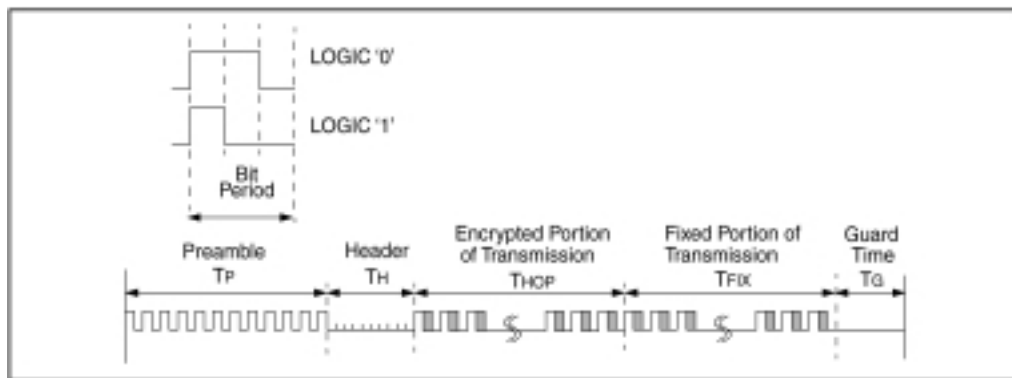 LOGIC '0'
LOGIC '1'
Bit
Period
Preamble
TP
Header
TH
Encrypted Portion
of Transmission
THOP
Fixed Portion of
Transmission
TFIX
Guard
Time
TG